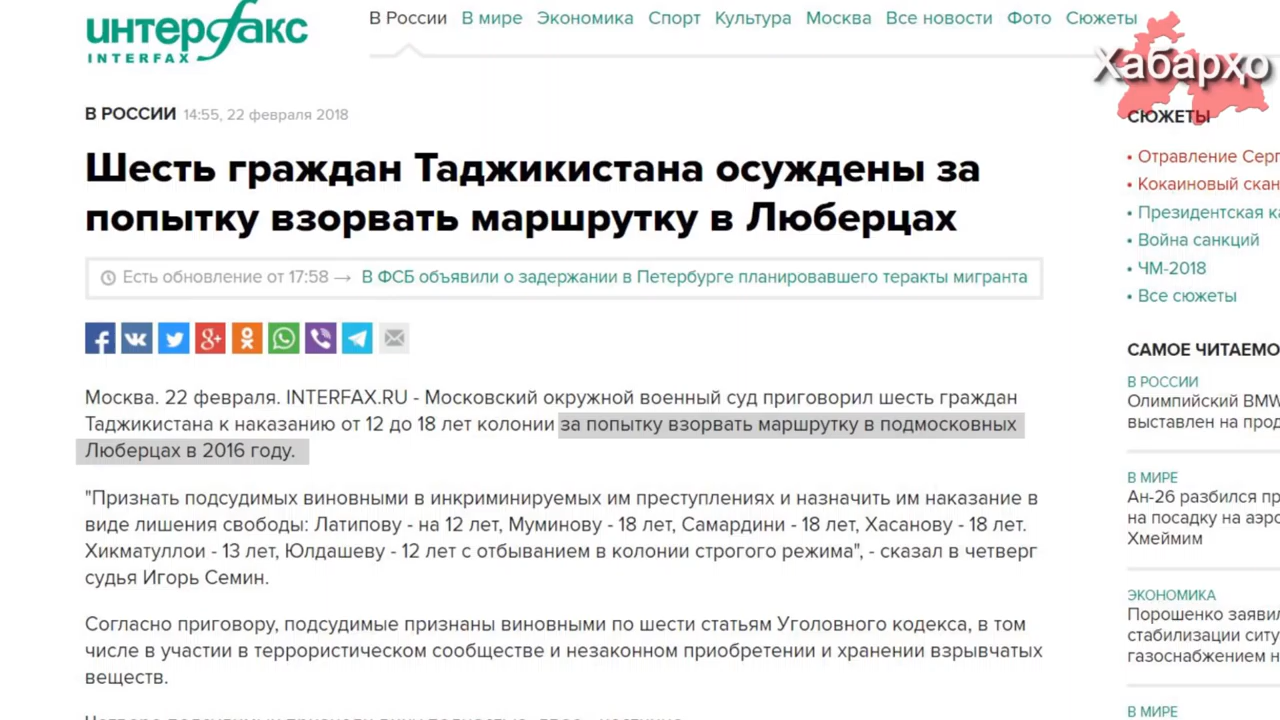 интерфакс
INTERFAX
В России В мире Экономика Спорт Культура Москва Все новости Фото Сюжеты
Хабарҳо
В РОССИИ 14:55, 22 февраля 2018
Шесть граждан Таджикистана осуждены за
попытку взорвать маршрутку в Люберцах
Есть обновление от 17:58 → В ФСБ объявили о задержании в Петербурге планировавшего теракты мигранта
Москва. 22 февраля. INTERFAX.RU - Московский окружной военный суд приговорил шесть граждан
Таджикистана к наказанию от 12 до 18 лет колонии за попытку взорвать маршрутку в подмосковных
Люберцах в 2016 году.
"Признать подсудимых виновными в инкриминируемых им преступлениях и назначить им наказание в
виде лишения свободы: Латипову - на 12 лет, Муминову - 18 лет, Самардини - 18 лет, Хасанову - 18 лет.
Хикматуллои - 13 лет, Юлдашеву - 12 лет с отбыванием в колонии строгого режима", - сказал в четверг
судья Игорь Семин.
Согласно приговору, подсудимые признаны виновными по шести статьям Уголовного кодекса, в том
числе в участии в террористическом сообществе и незаконном приобретении и хранении взрывчатых
веществ.
СЮЖЕТЫ
• Отравление Серг
• Кокаиновый скан
• Президентская ка
• Война санкций
• ЧМ-2018
• Все сюжеты
САМОЕ ЧИТАЕМО
В РОССИИ
Олимпийский BMW
выставлен на прод
В МИРЕ
Ан-26 разбился пр
на посадку на аэро
Хмеймим
ЭКОНОМИКА
Порошенко заявил
стабилизации ситу
газоснабжением н
В МИРЕ